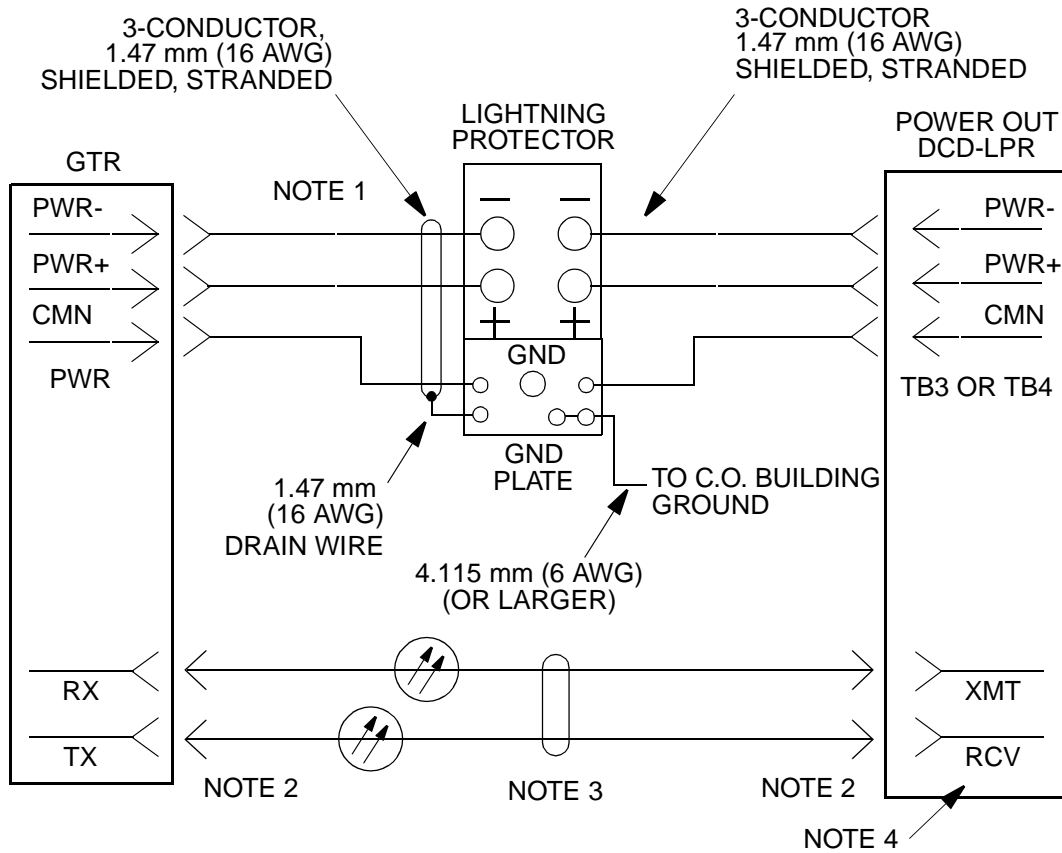 3-CONDUCTOR,
1.47 mm (16 AWG)
SHIELDED, STRANDED
3-CONDUCTOR
1.47 mm (16 AWG)
SHIELDED, STRANDED
LIGHTNING
PROTECTOR
POWER OUT
DCD-LPR
GTR
NOTE 1
PWR-
PWR+
CMN
PWR
GND
GND
PLATE
PWR-
PWR+
CMN
TB3 OR TB4
1.47 mm
(16 AWG)
DRAIN WIRE
TO C.O. BUILDING
GROUND
4.115 mm (6 AWG)
(OR LARGER)
RX
TX
XMT
RCV
NOTE 2
NOTE 3
NOTE 2
NOTE 4